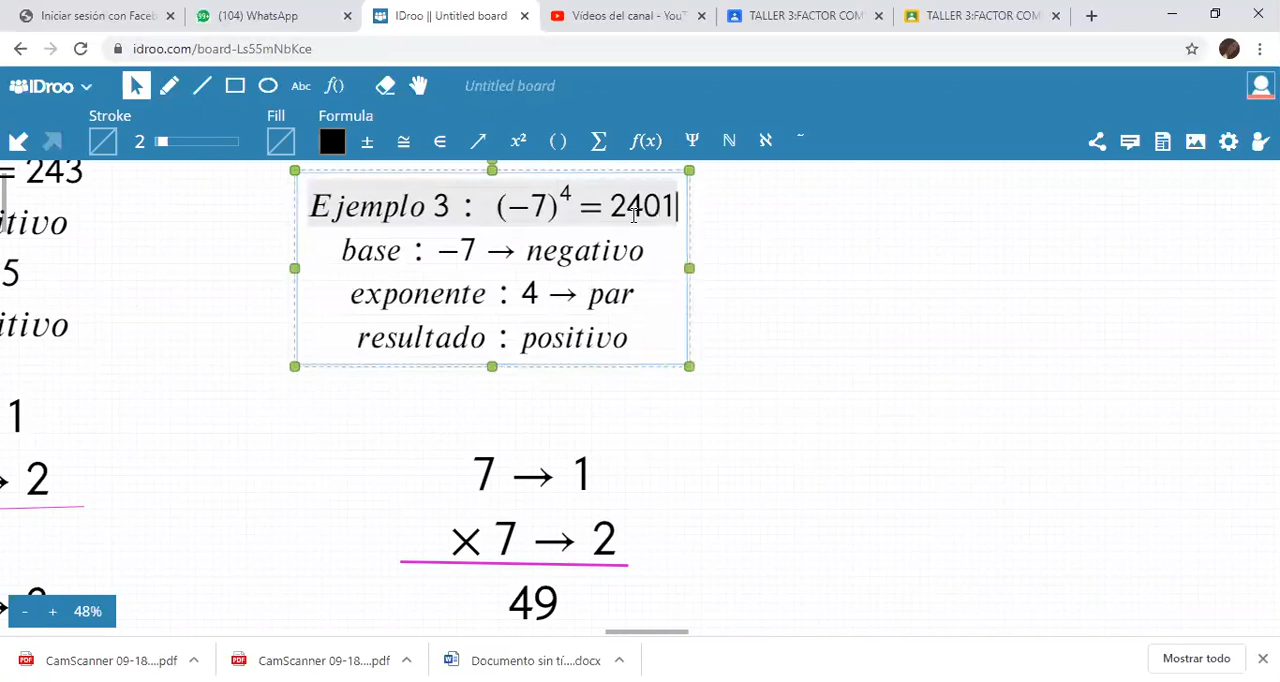 Iniciar sesión con Faceb
(104) WhatsApp
IDroo || Untitled board
Vídeos del canal - YouT
TALLER 3:FACTOR COM
TALLER 3:FACTOR COM
idroo.com/board-Ls55mNbKce
IDroo
Abc
f()
Untitled board
Stroke
Fill
Formula
2
± ≅ ∈ ↗ x² ( ) ∑ f(x) Ψ ℕ ℵ ~
= 243
itivo
5
itivo
1
→ 2
Ejemplo 3 : (−7)⁴ = 2401
base : −7 → negativo
exponente : 4 → par
resultado : positivo
7 → 1
× 7 → 2
49
- + 48%
CamScanner 09-18....pdf
CamScanner 09-18....pdf
Documento sin tí....docx
Mostrar todo